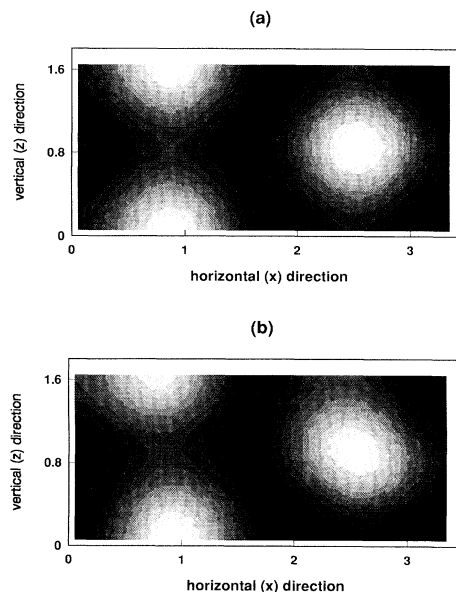 (a)
1.6
0.8
0
vertical (z) direction
0
1
2
3
horizontal (x) direction
(b)
1.6
0.8
0
vertical (z) direction
0
1
2
3
horizontal (x) direction